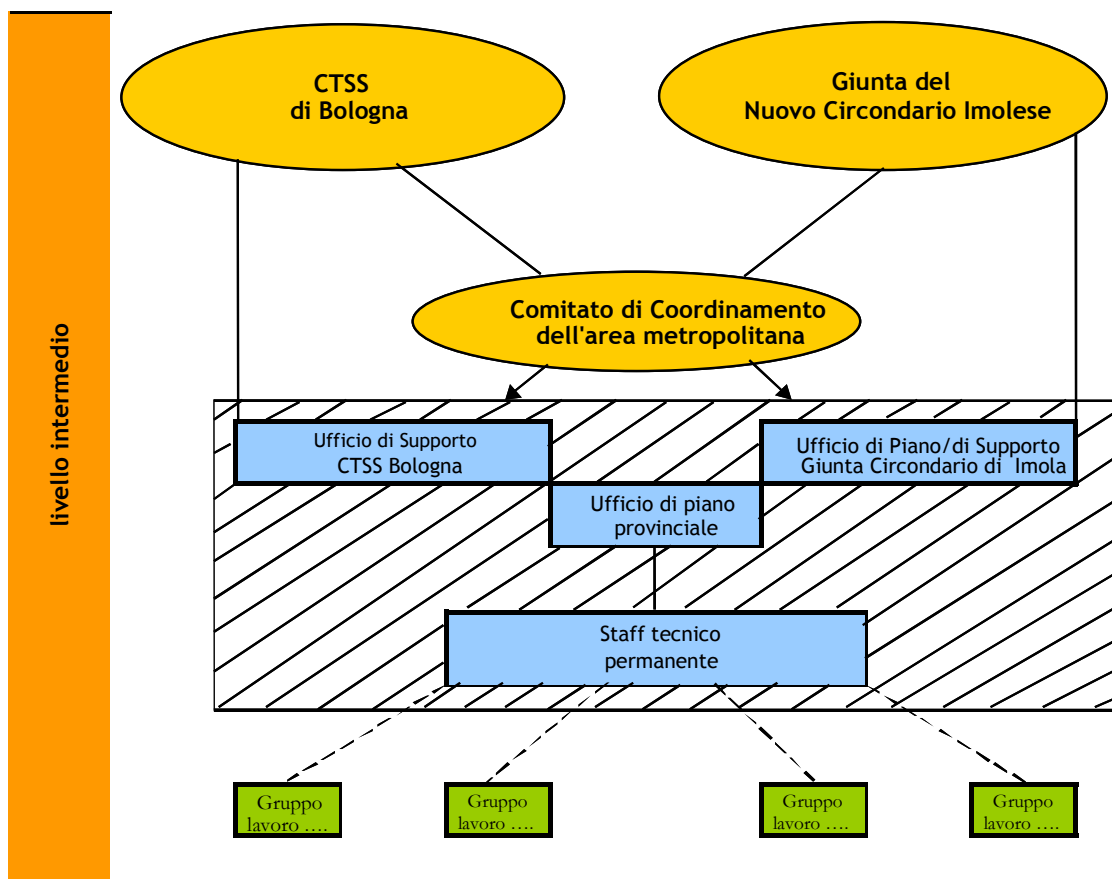 livello intermedio
CTSS
di Bologna
Giunta del
Nuovo Circondario Imolese
Comitato di Coordinamento
dell'area metropolitana
Ufficio di Supporto
CTSS Bologna
Ufficio di Piano/di Supporto
Giunta Circondario di Imola
Ufficio di piano
provinciale
Staff tecnico
permanente
Gruppo
lavoro ….
Gruppo
lavoro ….
Gruppo
lavoro ….
Gruppo
lavoro ….